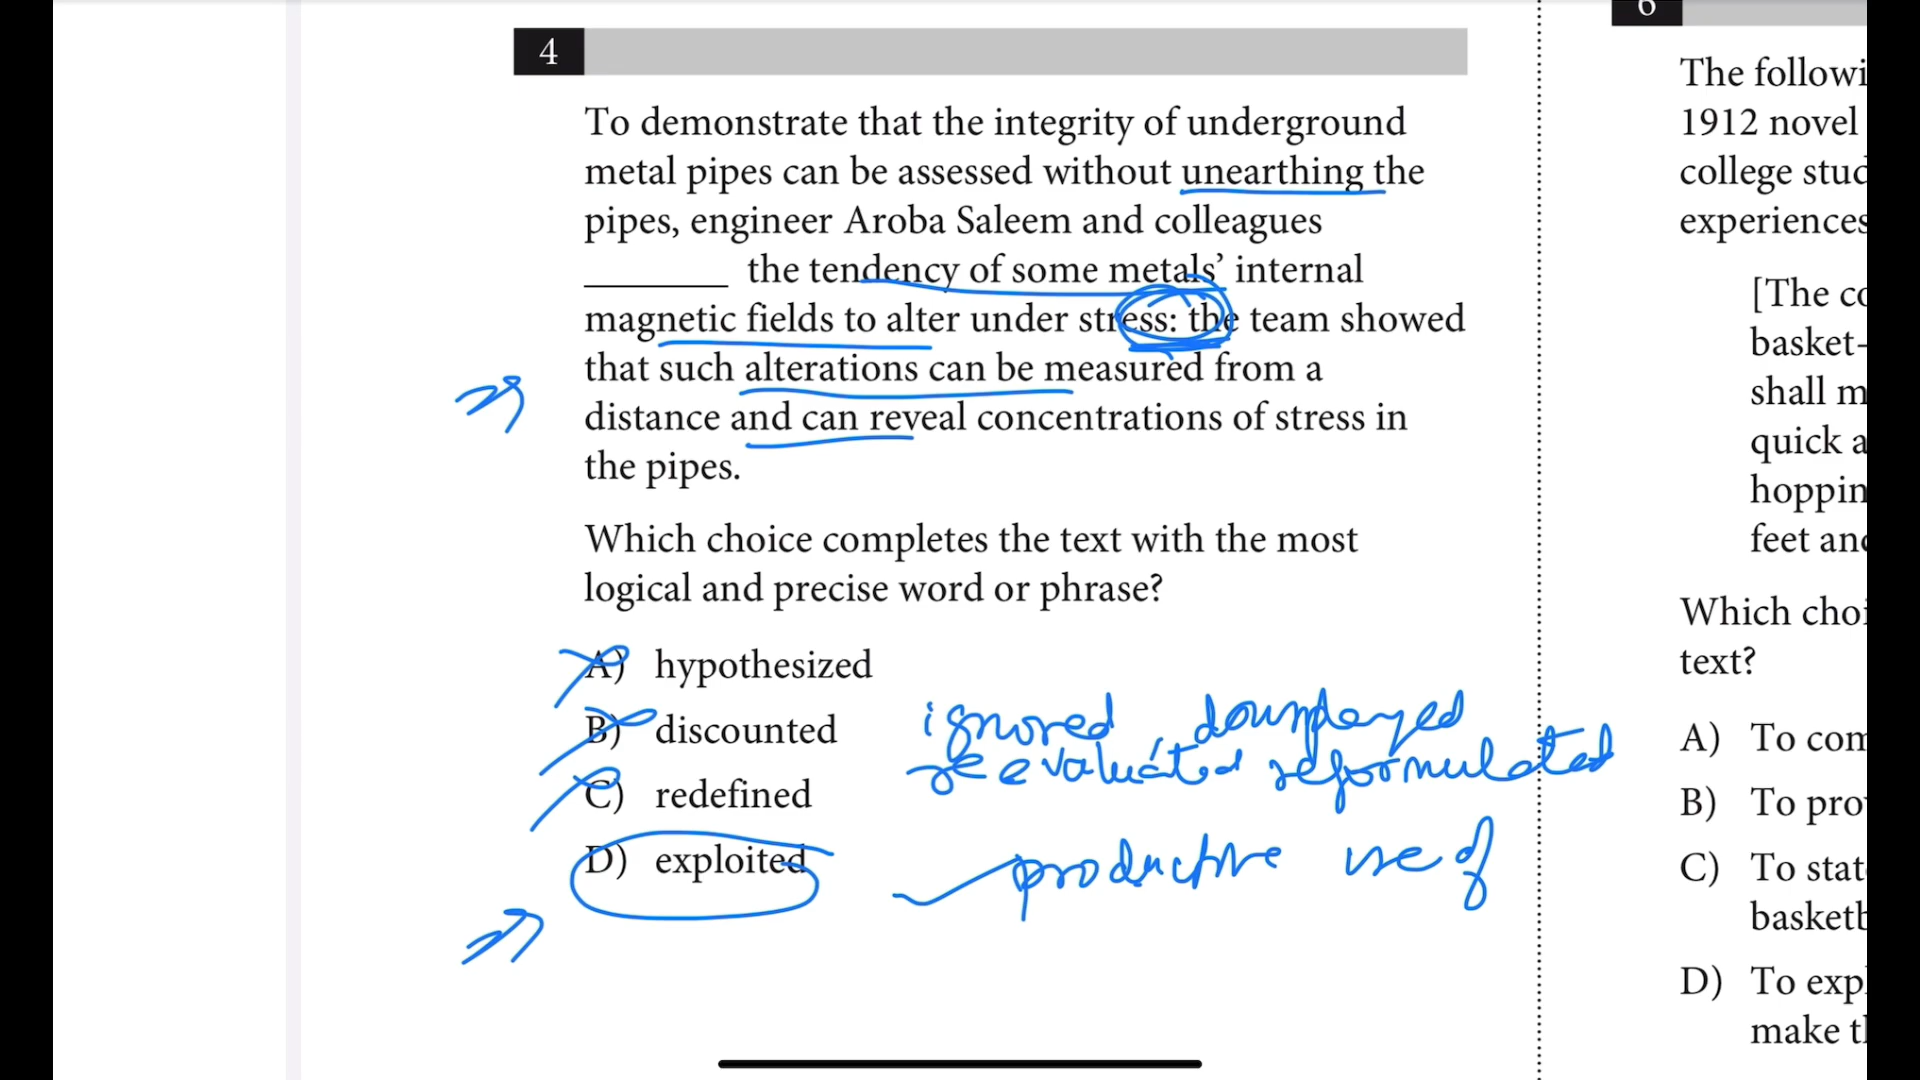 4
To demonstrate that the integrity of underground
metal pipes can be assessed without unearthing the
pipes, engineer Aroba Saleem and colleagues
______ the tendency of some metals’ internal
magnetic fields to alter under stress: the team showed
that such alterations can be measured from a
distance and can reveal concentrations of stress in
the pipes.
Which choice completes the text with the most
logical and precise word or phrase?
A) hypothesized
B) discounted
ignored, downplayed
C) redefined
reevaluated reformulated
D) exploited
productive use of
6
The followi
1912 novel
college stud
experiences
[The co
basket-
shall m
quick a
hoppin
feet and
Which choi
text?
A) To com
B) To prov
C) To stat
basketb
D) To exp
make th